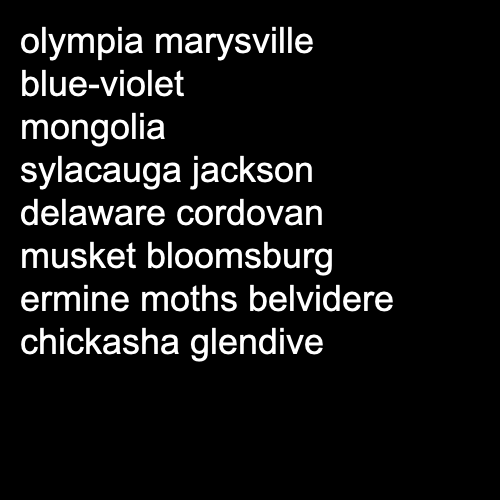 olympia marysville
blue-violet
mongolia
sylacauga jackson
delaware cordovan
musket bloomsburg
ermine moths belvidere
chickasha glendive